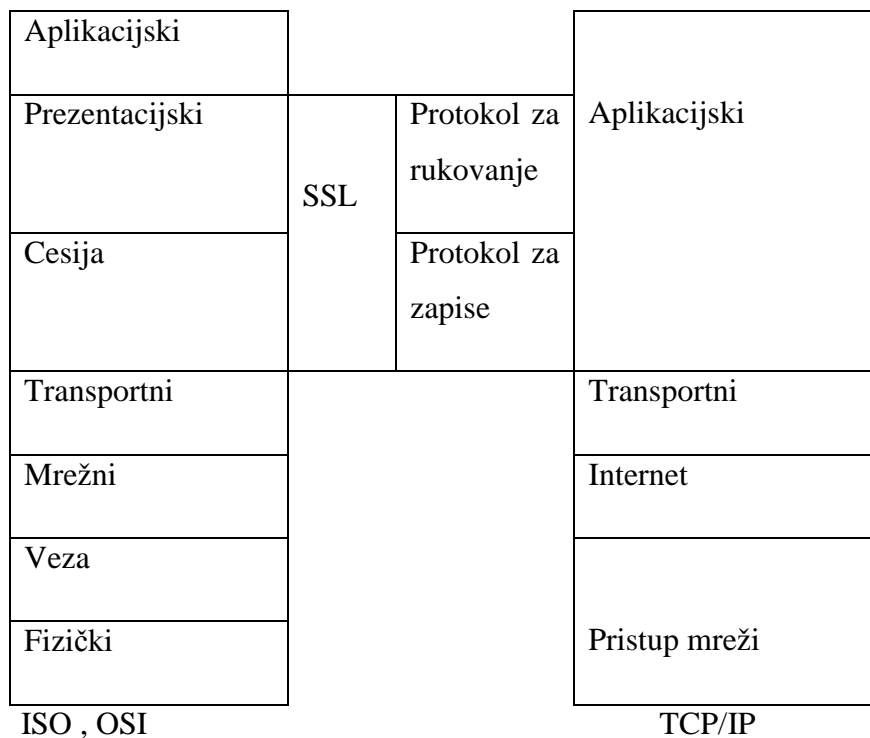 Aplikacijski
Prezentacijski
SSL
Protokol za
rukovanje
Aplikacijski
Cesija
Protokol za
zapise
Transportni
Transportni
Mrežni
Internet
Veza
Fizički
Pristup mreži
ISO , OSI
TCP/IP